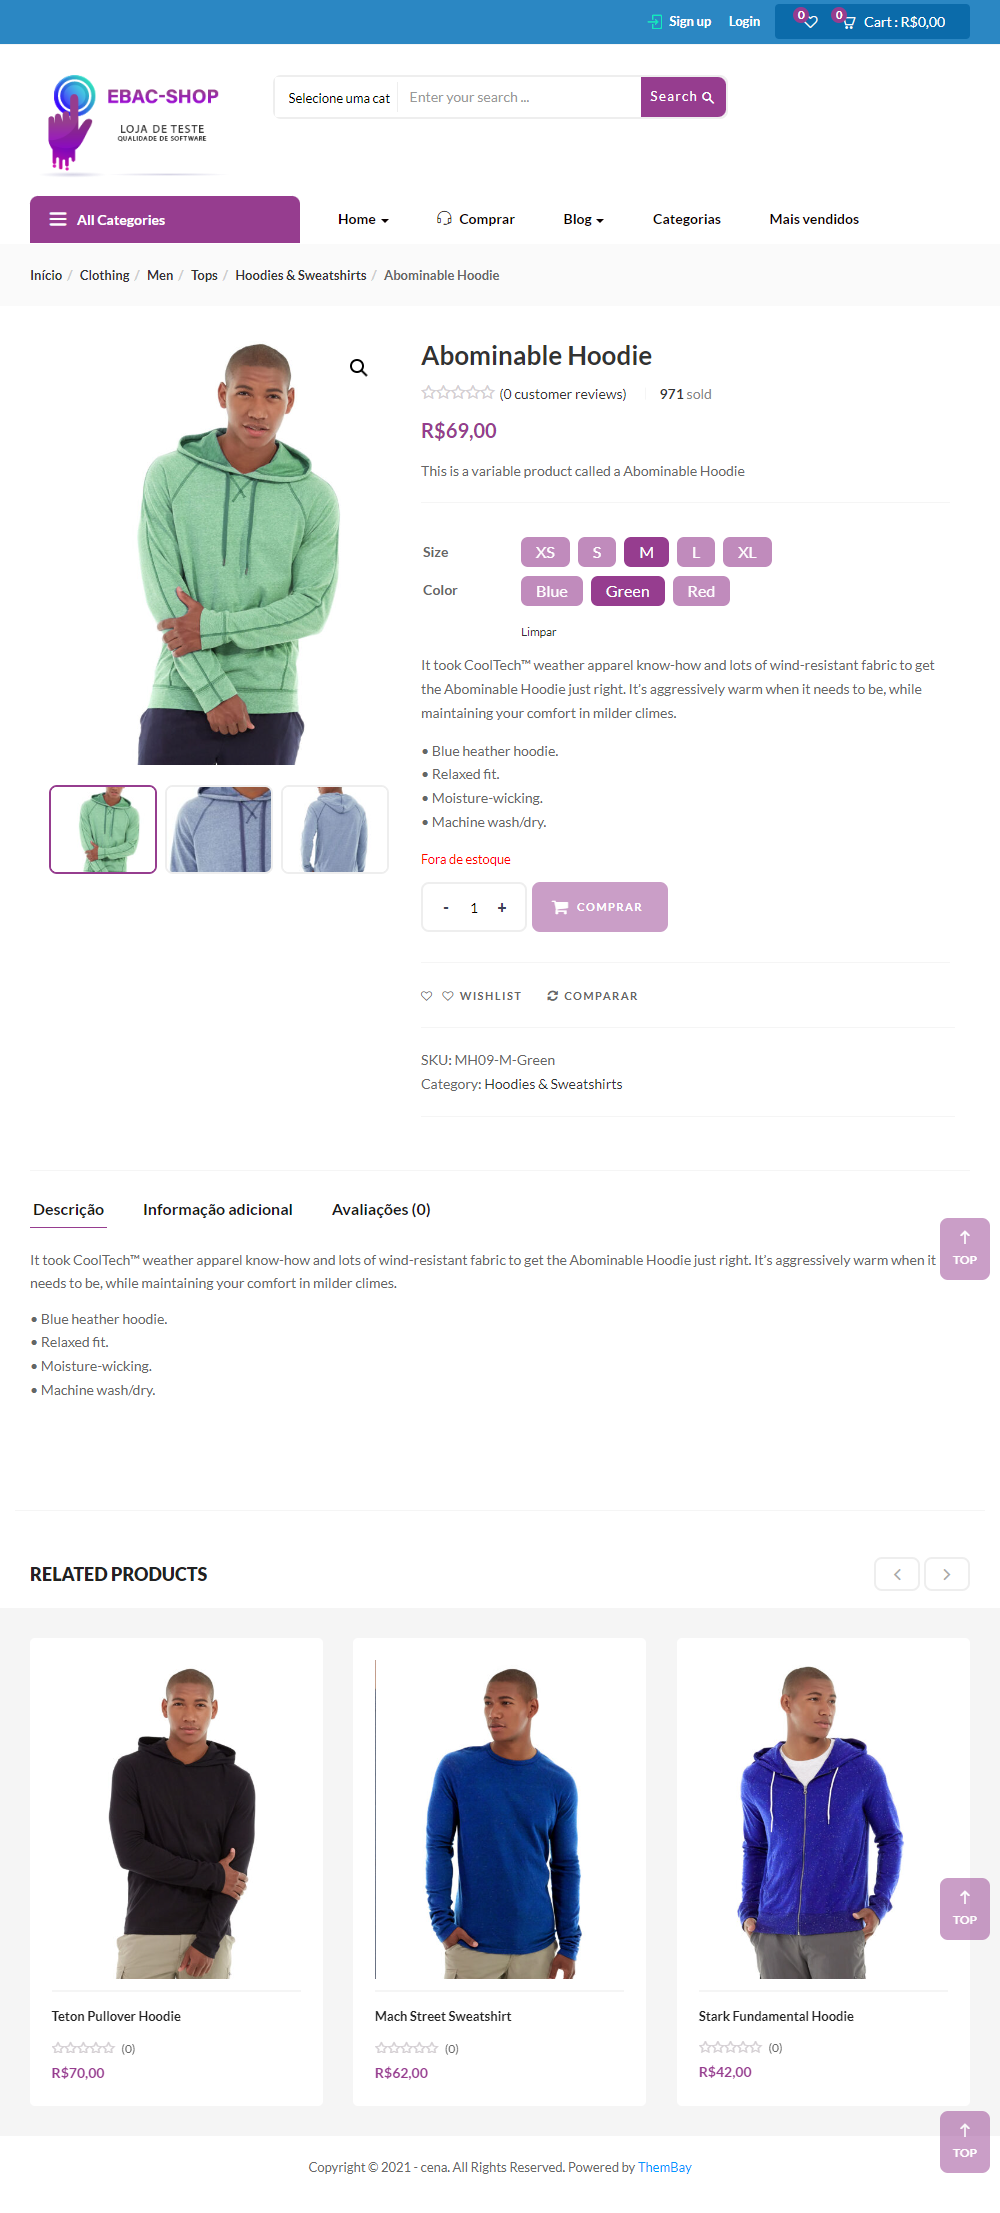 Sign up Login 0 0 Cart : R$0,00
EBAC-SHOP
LOJA DE TESTE
QUALIDADE DE SOFTWARE
Selecione uma cat Enter your search ... Search
All Categories Home Comprar Blog Categorias Mais vendidos
Início / Clothing / Men / Tops / Hoodies & Sweatshirts / Abominable Hoodie
Abominable Hoodie
(0 customer reviews) 971 sold
R$69,00
This is a variable product called a Abominable Hoodie
Size XS S M L XL
Color Blue Green Red
Limpar
It took CoolTech™ weather apparel know-how and lots of wind-resistant fabric to get
the Abominable Hoodie just right. It's aggressively warm when it needs to be, while
maintaining your comfort in milder climes.
• Blue heather hoodie.
• Relaxed fit.
• Moisture-wicking.
• Machine wash/dry.
Fora de estoque
- 1 + COMPRAR
WISHLIST COMPARAR
SKU: MH09-M-Green
Category: Hoodies & Sweatshirts
Descrição Informação adicional Avaliações (0)
It took CoolTech™ weather apparel know-how and lots of wind-resistant fabric to get the Abominable Hoodie just right. It's aggressively warm when it
needs to be, while maintaining your comfort in milder climes.
TOP
• Blue heather hoodie.
• Relaxed fit.
• Moisture-wicking.
• Machine wash/dry.
RELATED PRODUCTS
TOP
Teton Pullover Hoodie Mach Street Sweatshirt Stark Fundamental Hoodie
(0) (0) (0)
R$70,00 R$62,00 R$42,00
TOP
Copyright © 2021 - cena. All Rights Reserved. Powered by ThemBay